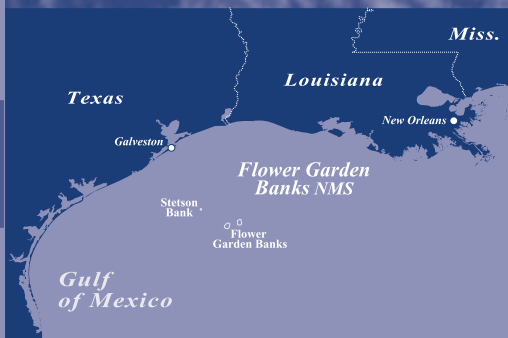 Miss.
Louisiana
Texas
New Orleans
Galveston
Flower Garden
Banks NMS
Stetson
Bank
Flower
Garden Banks
Gulf
of Mexico